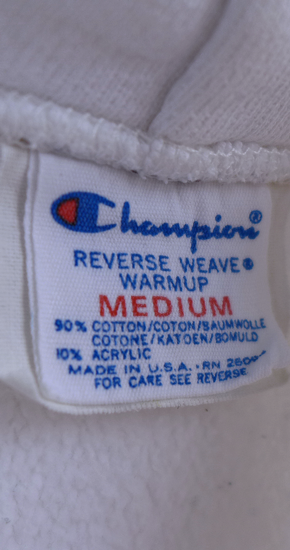 Champion®
REVERSE WEAVE®
WARMUP
MEDIUM
90% COTTON/COTON/BAUMWOLLE
COTONE/KATOEN/BOMULD
10% ACRYLIC
MADE IN U.S.A. • RN
FOR CARE SEE REVERSE